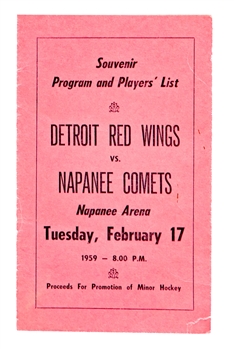 Souvenir
Program and Players' List
DETROIT RED WINGS
vs.
NAPANEE COMETS
Napanee Arena
Tuesday, February 17
1959 - 8.00 P.M.
Proceeds For Promotion of Minor Hockey